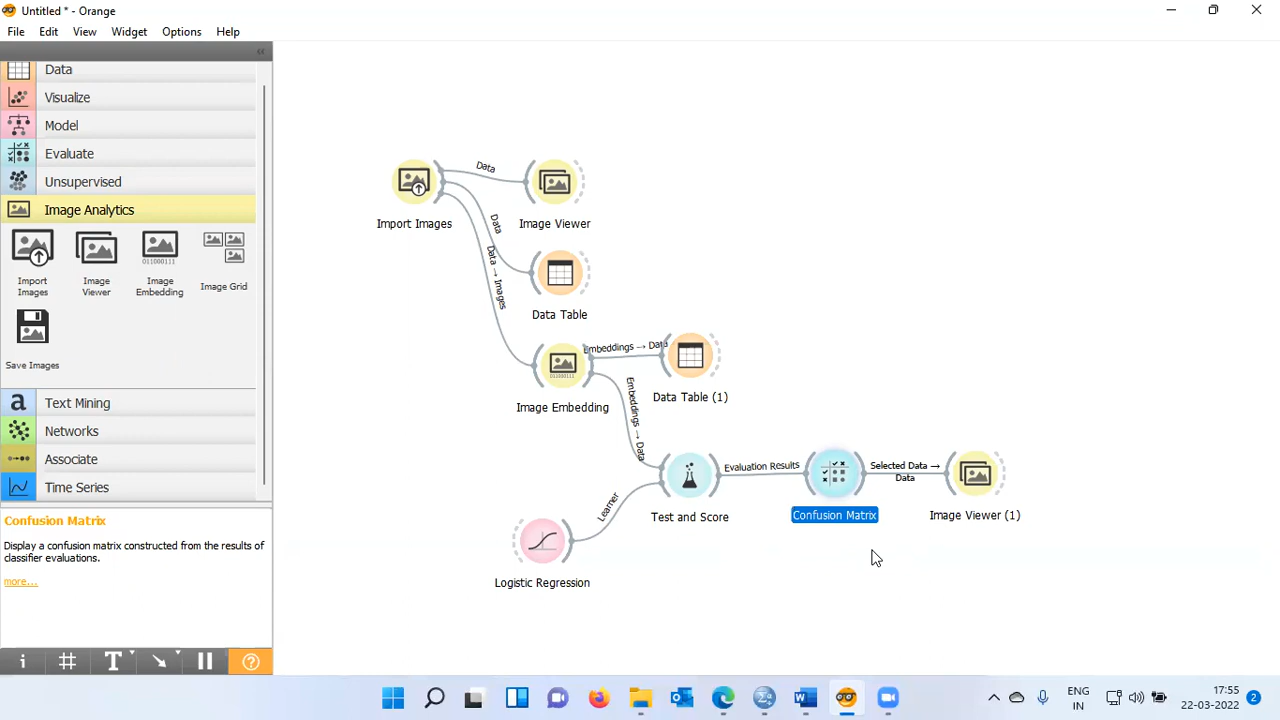 Untitled * - Orange
File Edit View Widget Options Help
Data
Visualize
Model
Evaluate
Unsupervised
Image Analytics
Import Images
Image Viewer
Image Embedding
Image Grid
Save Images
Text Mining
Networks
Associate
Time Series
Confusion Matrix
Display a confusion matrix constructed from the results of
classifier evaluations.
more...
Data
Data
Data → Images
Import Images
Image Viewer
Data Table
Embeddings → Data
Embeddings → Data
Image Embedding
Data Table (1)
Evaluation Results
Selected Data →
Data
Learner
Test and Score
Confusion Matrix
Image Viewer (1)
Logistic Regression
ENG
IN
17:55
22-03-2022
2